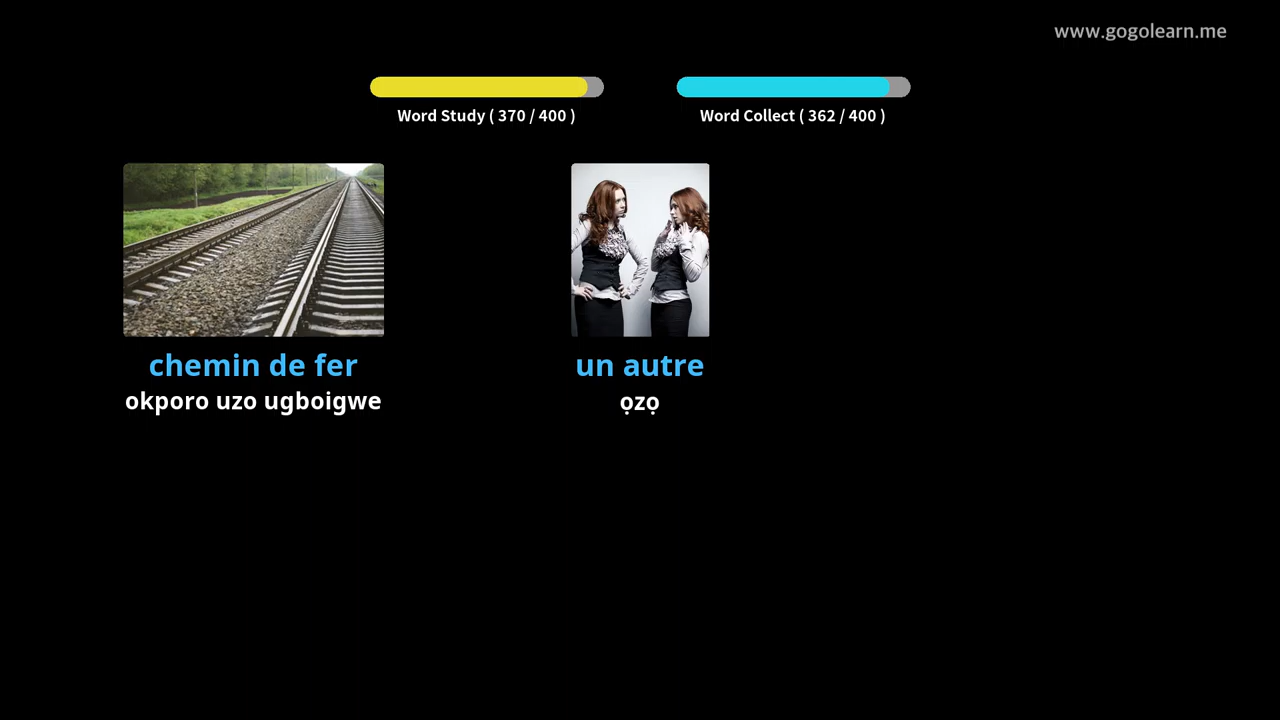 www.gogolearn.me
Word Study ( 370 / 400 )
Word Collect ( 362 / 400 )
chemin de fer
okporo uzo ugboigwe
un autre
ọzọ